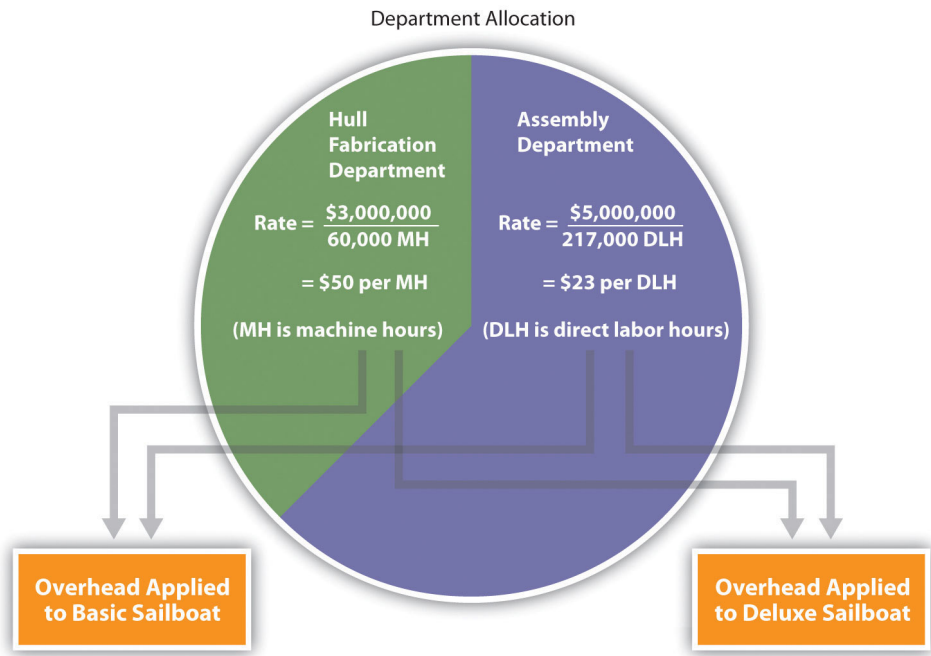 Department Allocation
Hull
Fabrication
Department
Rate = $3,000,000
60,000 MH
= $50 per MH
(MH is machine hours)
Assembly
Department
Rate = $5,000,000
217,000 DLH
= $23 per DLH
(DLH is direct labor hours)
Overhead Applied
to Basic Sailboat
Overhead Applied
to Deluxe Sailboat